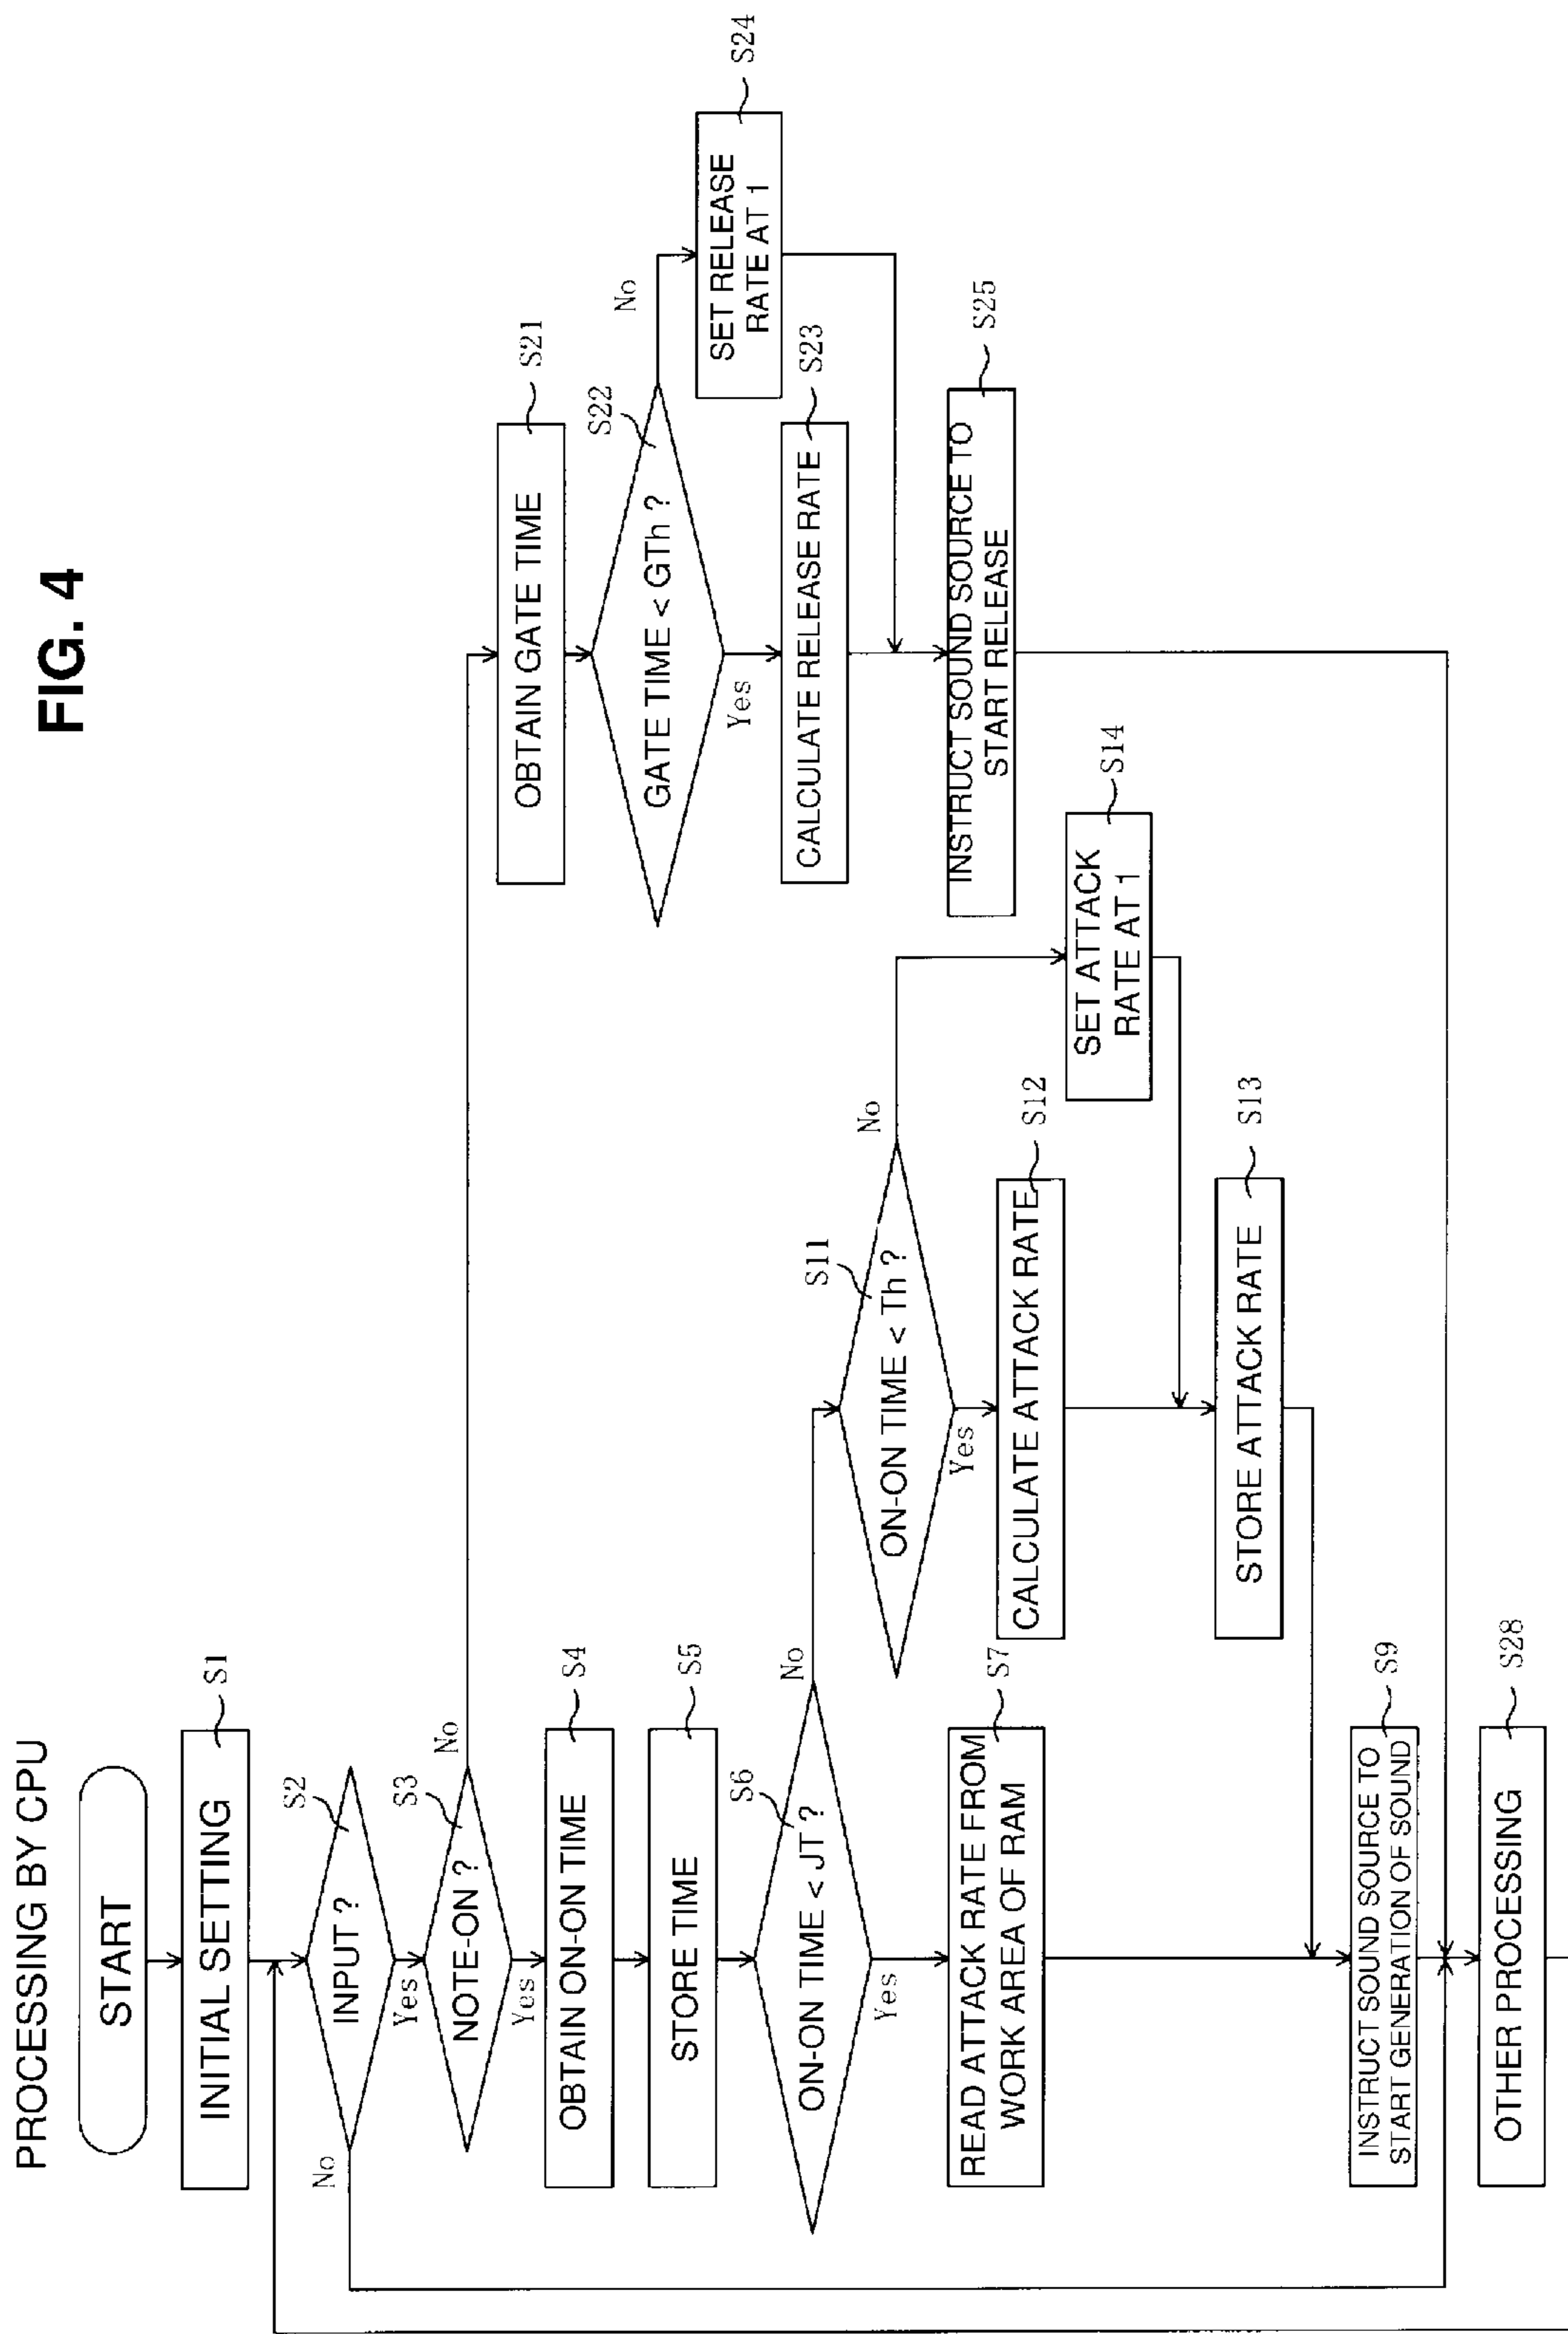 FIG. 4
PROCESSING BY CPU
START
INITIAL SETTING
S1
INPUT ?
S2
No
Yes
NOTE-ON ?
S3
No
Yes
OBTAIN ON-ON TIME
S4
STORE TIME
S5
ON-ON TIME < JT ?
S6
No
Yes
READ ATTACK RATE FROM
WORK AREA OF RAM
S7
INSTRUCT SOUND SOURCE TO
START GENERATION OF SOUND
S9
OTHER PROCESSING
S28
ON-ON TIME < Th ?
S11
No
Yes
CALCULATE ATTACK RATE
S12
STORE ATTACK RATE
S13
SET ATTACK
RATE AT 1
S14
OBTAIN GATE TIME
S21
GATE TIME < GTh ?
S22
No
Yes
CALCULATE RELEASE RATE
S23
SET RELEASE
RATE AT 1
S24
INSTRUCT SOUND SOURCE TO
START RELEASE
S25